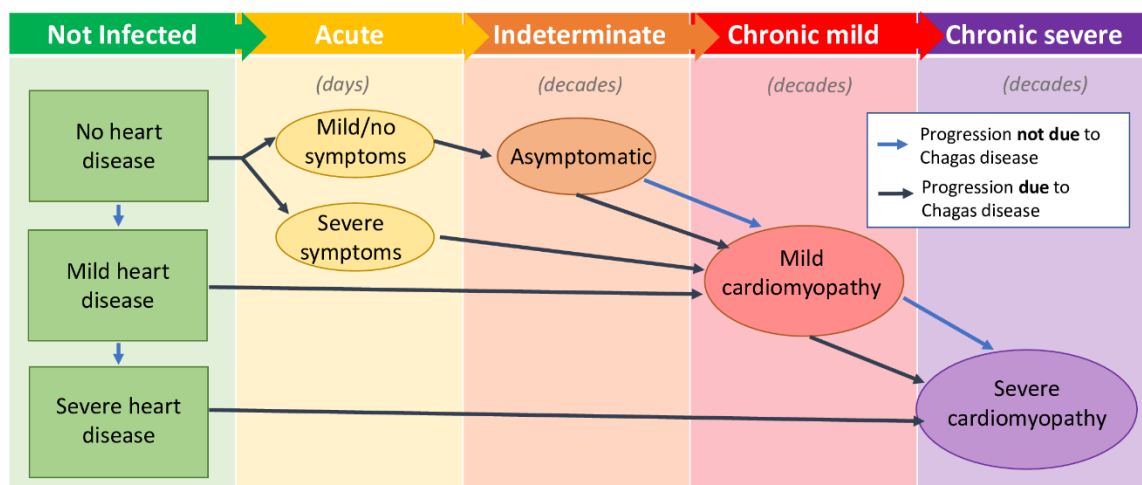 Not Infected
Acute
Indeterminate
Chronic mild
Chronic severe
(days)
(decades)
(decades)
(decades)
No heart
disease
Mild/no
symptoms
Asymptomatic
Progression not due to
Chagas disease
Progression due to
Chagas disease
Severe
symptoms
Mild heart
disease
Mild
cardiomyopathy
Severe heart
disease
Severe
cardiomyopathy